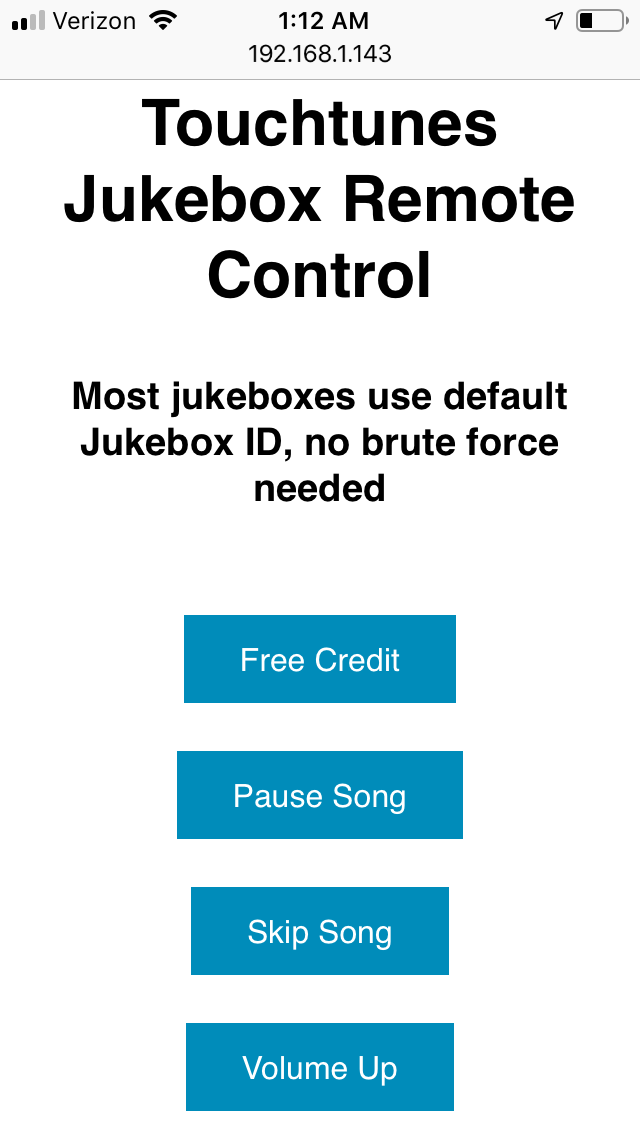 Verizon 1:12 AM
192.168.1.143
Touchtunes
Jukebox Remote
Control
Most jukeboxes use default
Jukebox ID, no brute force
needed
Free Credit
Pause Song
Skip Song
Volume Up